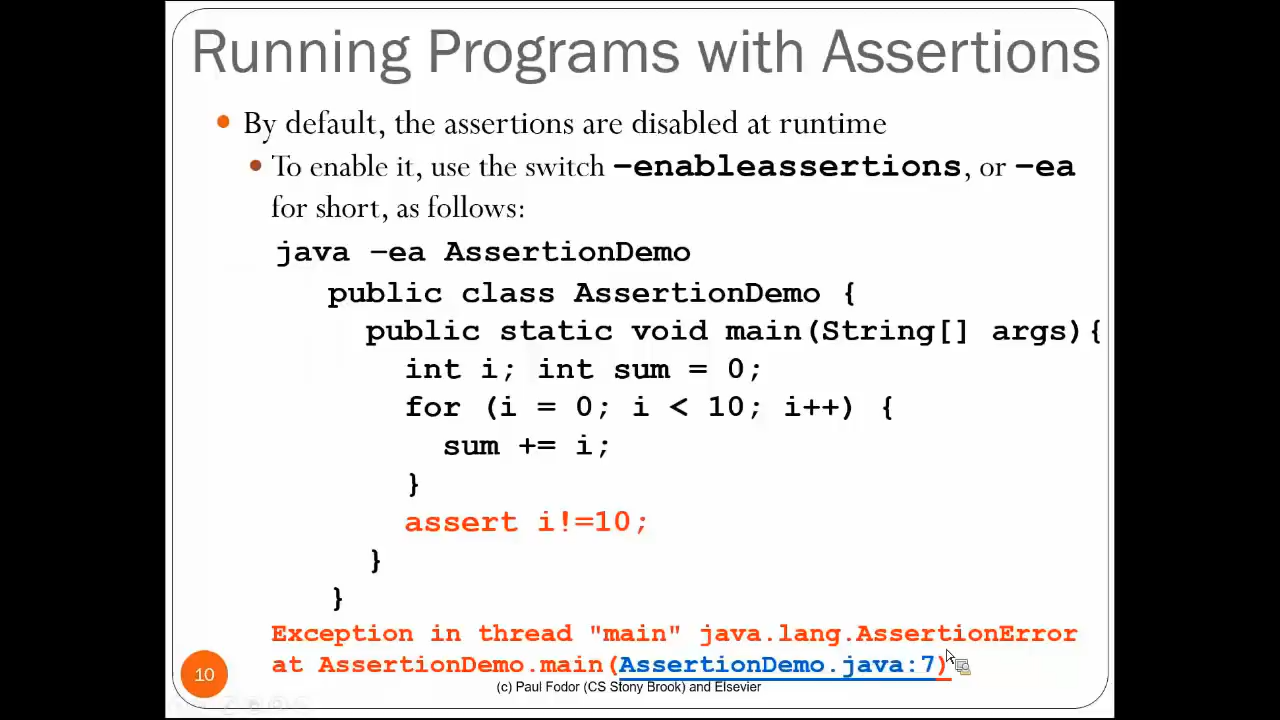 Running Programs with Assertions
By default, the assertions are disabled at runtime
To enable it, use the switch –enableassertions, or –ea
for short, as follows:
java –ea AssertionDemo
public class AssertionDemo {
public static void main(String[] args){
int i; int sum = 0;
for (i = 0; i < 10; i++) {
sum += i;
}
assert i!=10;
}
}
Exception in thread "main" java.lang.AssertionError
at AssertionDemo.main(AssertionDemo.java:7)
10
(c) Paul Fodor (CS Stony Brook) and Elsevier